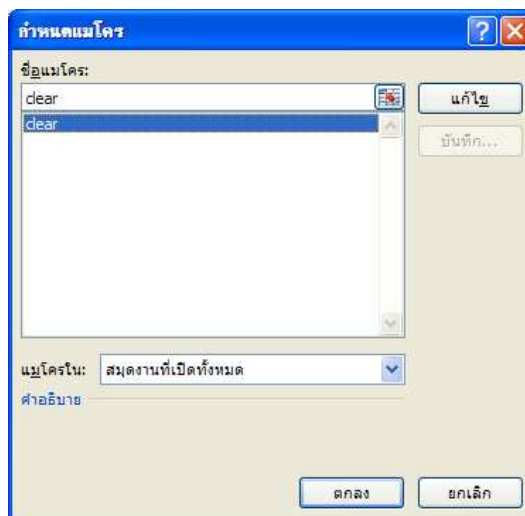 กำหนดแมโคร
ชื่อแมโคร:
clear
แก้ไข
clear
บันทึก...
แมโครใน:
สมุดงานที่เปิดทั้งหมด
คำอธิบาย
ตกลง
ยกเลิก